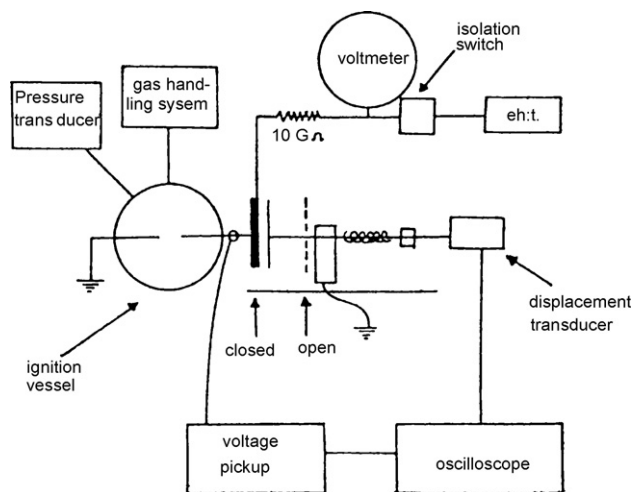 isolation
switch
voltmeter
gas hand-
ling sysem
Pressure
trans ducer
eh:t.
10 G Ω
displacement
transducer
closed
open
ignition
vessel
voltage
pickup
oscilloscope